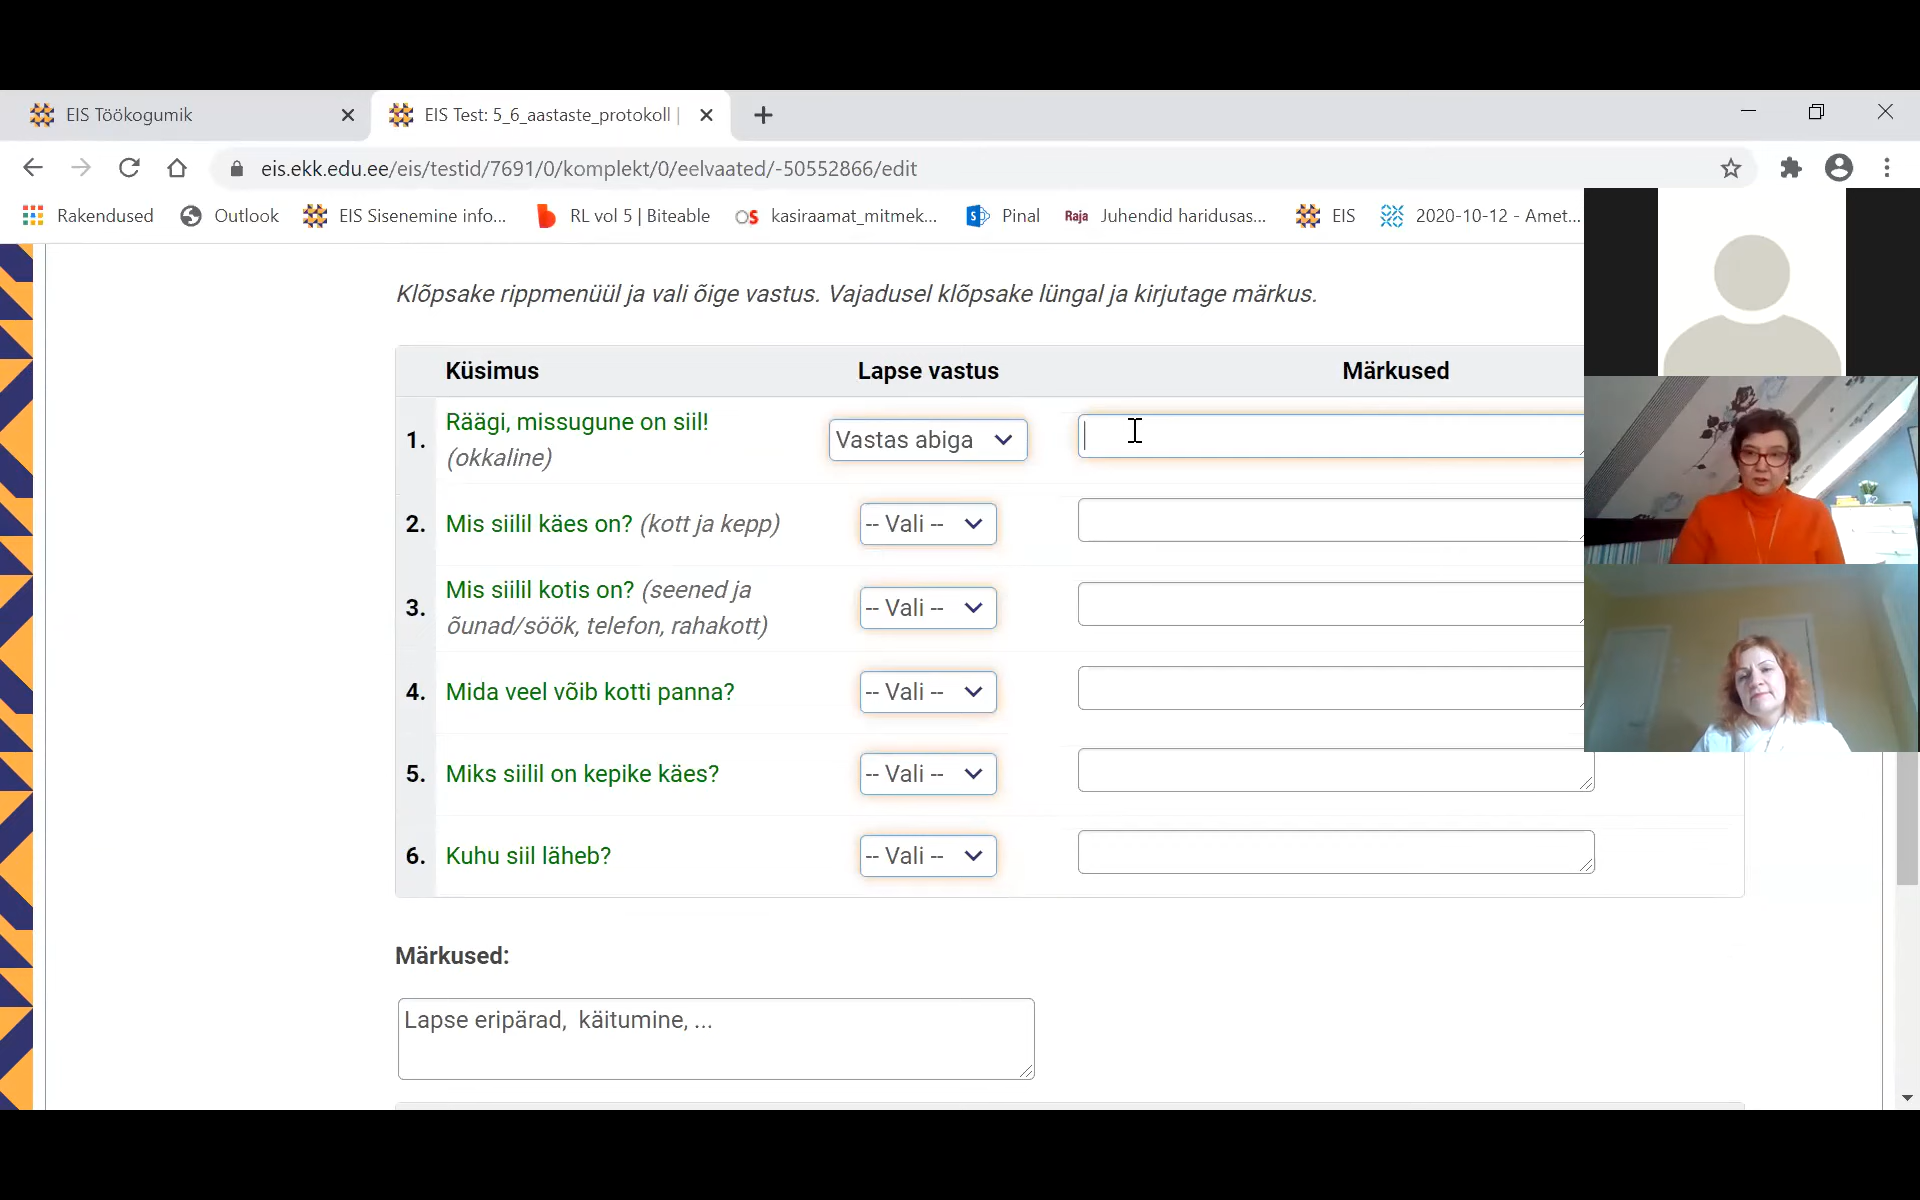 EIS Töökogumik
EIS Test: 5_6_aastaste_protokoll |
eis.ekk.edu.ee/eis/testid/7691/0/komplekt/0/eelvaated/-50552866/edit
Rakendused Outlook EIS Sisenemine info... RL vol 5 | Biteable OS kasiraamat_mitmek... Pinal Raja Juhendid haridusas... EIS 2020-10-12 - Amet...
Klõpsake rippmenüül ja vali õige vastus. Vajadusel klõpsake lüngal ja kirjutage märkus.
Küsimus Lapse vastus Märkused
1. Räägi, missugune on siil! Vastas abiga
(okkaline)
2. Mis siilil käes on? (kott ja kepp) -- Vali --
3. Mis siilil kotis on? (seened ja -- Vali --
õunad/söök, telefon, rahakott)
4. Mida veel võib kotti panna? -- Vali --
5. Miks siilil on kepike käes? -- Vali --
6. Kuhu siil läheb? -- Vali --
Märkused:
Lapse eripärad, käitumine, ...